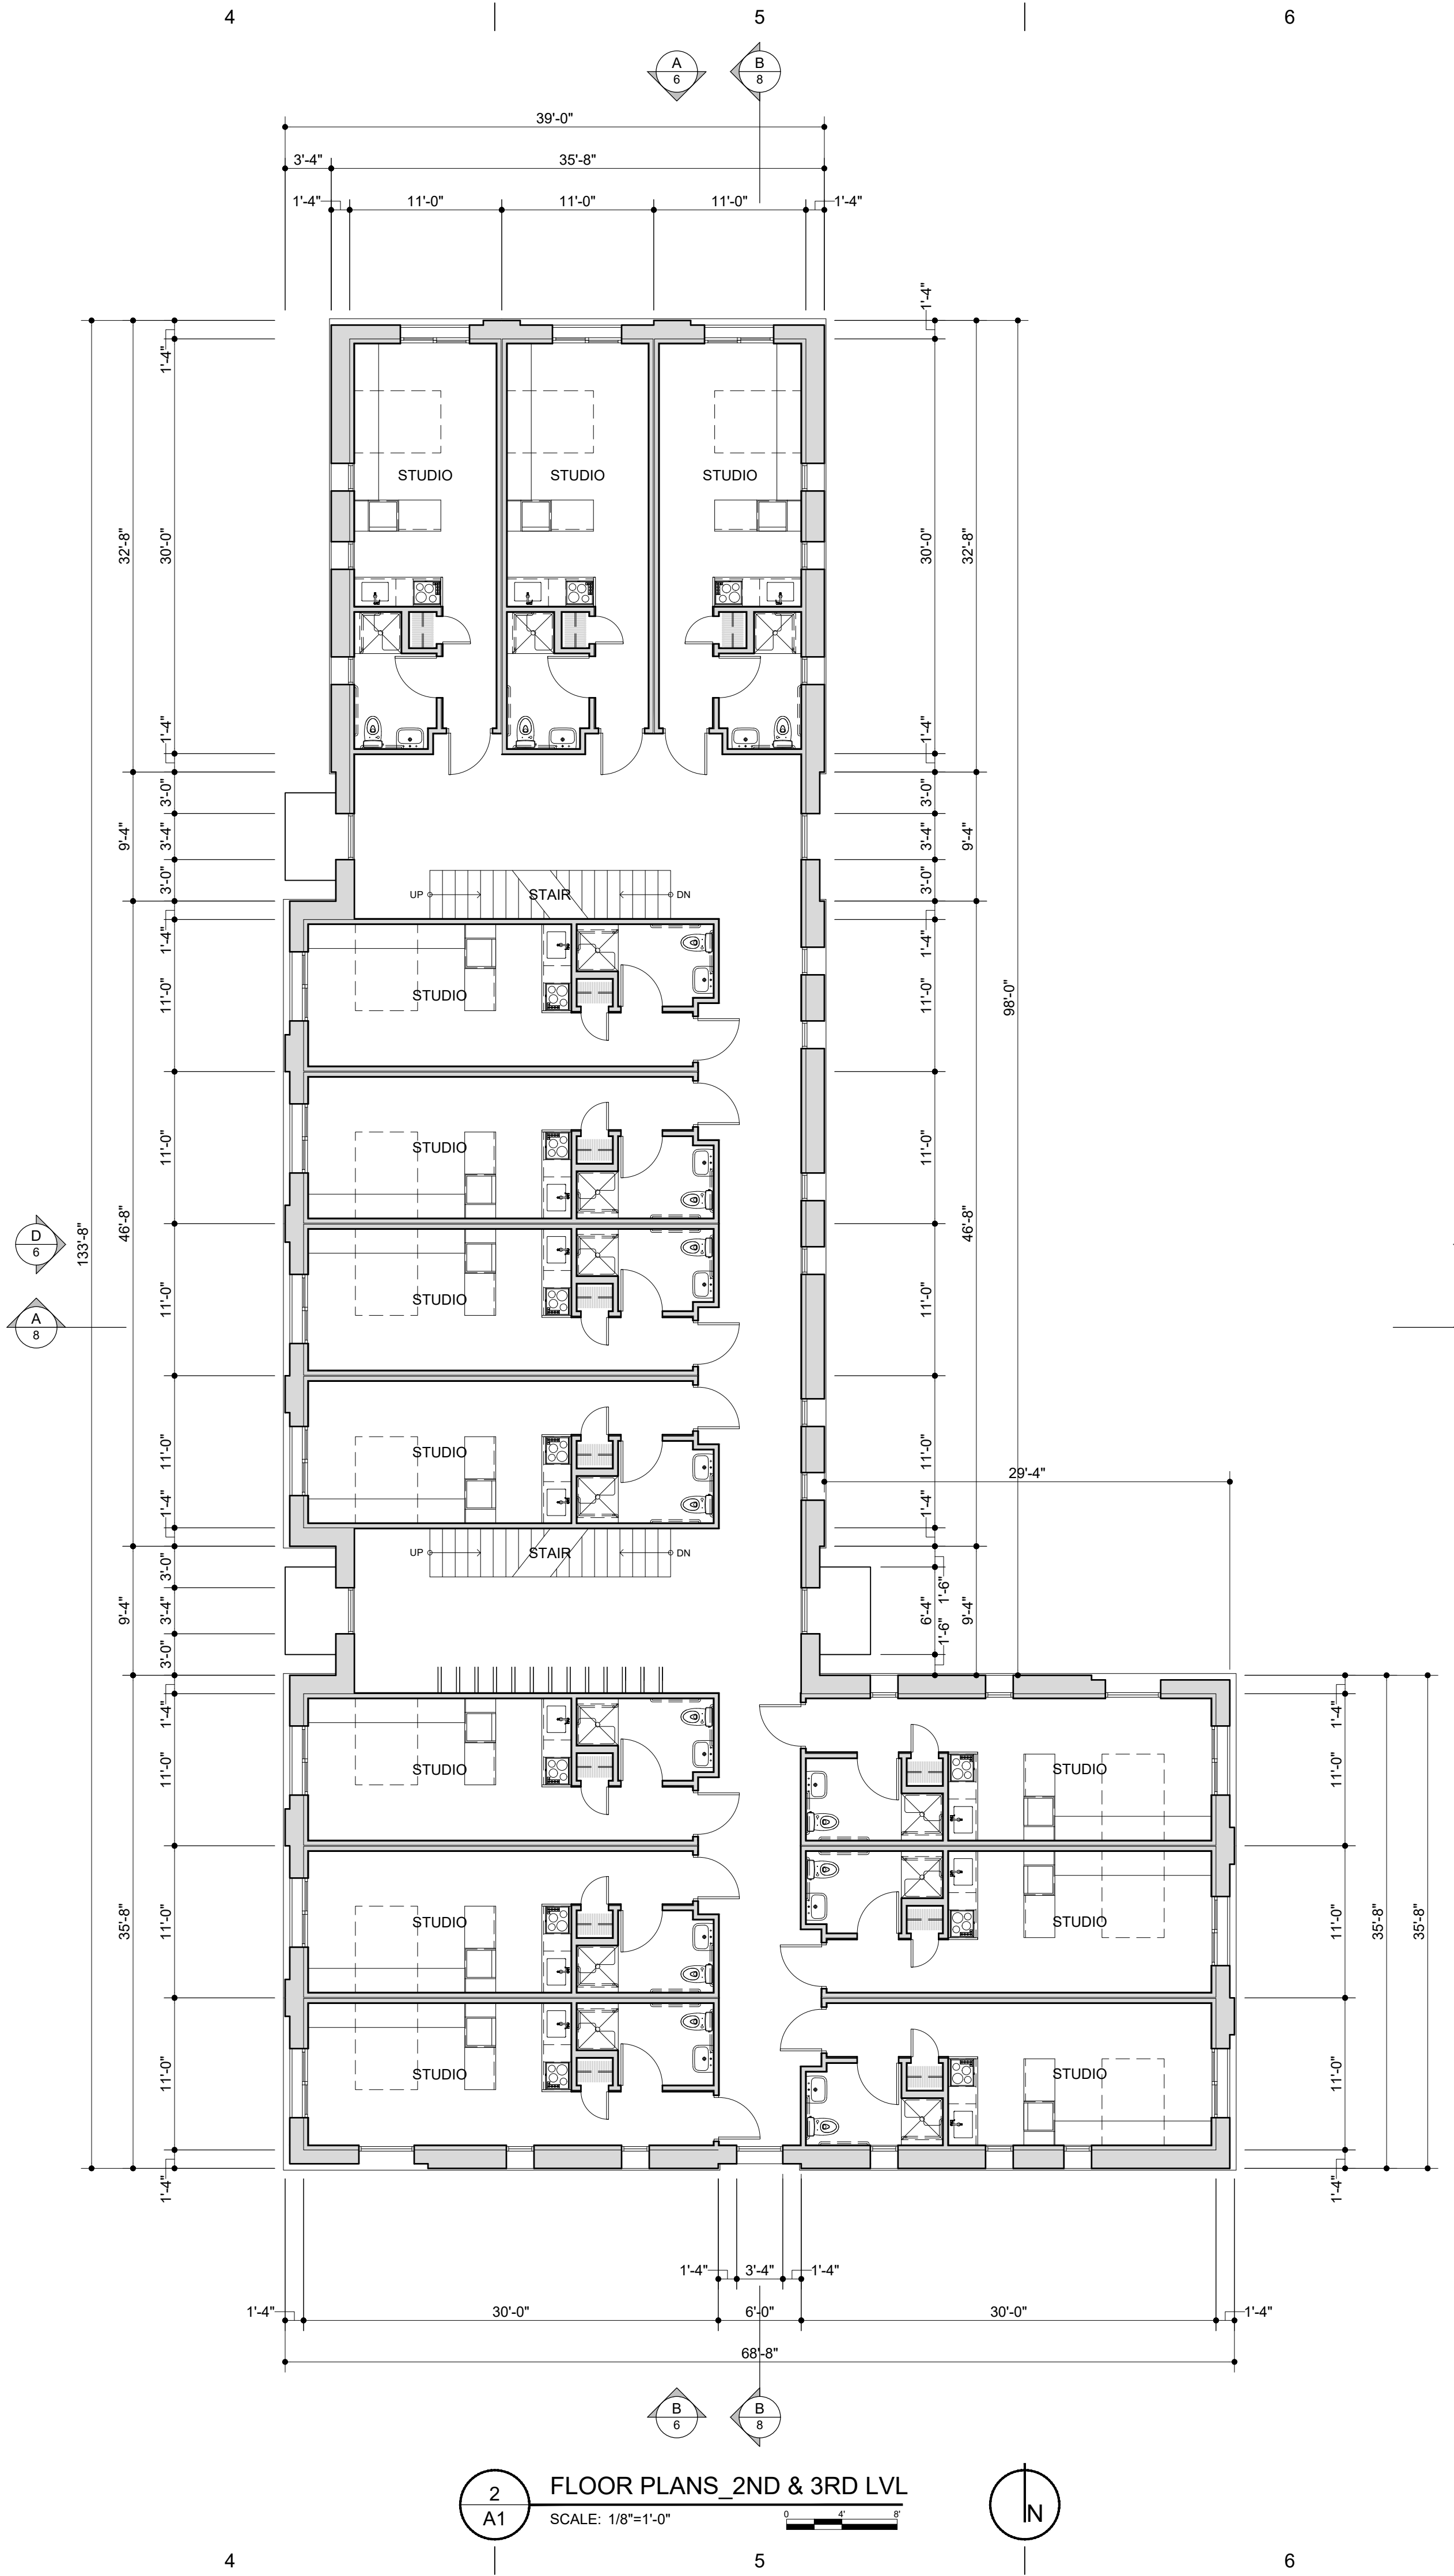 4 5 6
A B
6 8
39'-0"
3'-4" 35'-8"
1'-4" 11'-0" 11'-0" 11'-0" 1'-4"
1'-4"
1'-4"
STUDIO STUDIO STUDIO
32'-8" 30'-0" 30'-0" 32'-8"
1'-4" 1'-4"
3'-0" 3'-0"
9'-4" 3'-4" 3'-4" 9'-4"
3'-0" 3'-0"
UP STAIR DN
1'-4" 1'-4"
11'-0" STUDIO 11'-0" 98'-0"
11'-0" STUDIO 11'-0"
D
6
133'-8" 46'-8" 46'-8"
11'-0" STUDIO 11'-0"
A
8
11'-0" STUDIO 11'-0"
29'-4"
1'-4" 1'-4"
UP STAIR DN
3'-0" 1'-6"
9'-4" 3'-4" 6'-4" 9'-4"
3'-0" 1'-6"
1'-4" 1'-4"
11'-0" STUDIO STUDIO 11'-0"
35'-8" 11'-0" STUDIO STUDIO 11'-0" 35'-8" 35'-8"
11'-0" STUDIO STUDIO 11'-0"
1'-4" 1'-4"
1'-4" 3'-4" 1'-4"
1'-4" 30'-0" 6'-0" 30'-0" 1'-4"
68'-8"
B B
6 8
2 FLOOR PLANS_2ND & 3RD LVL
A1 SCALE: 1/8"=1'-0" 0 4' 8' N
4 5 6